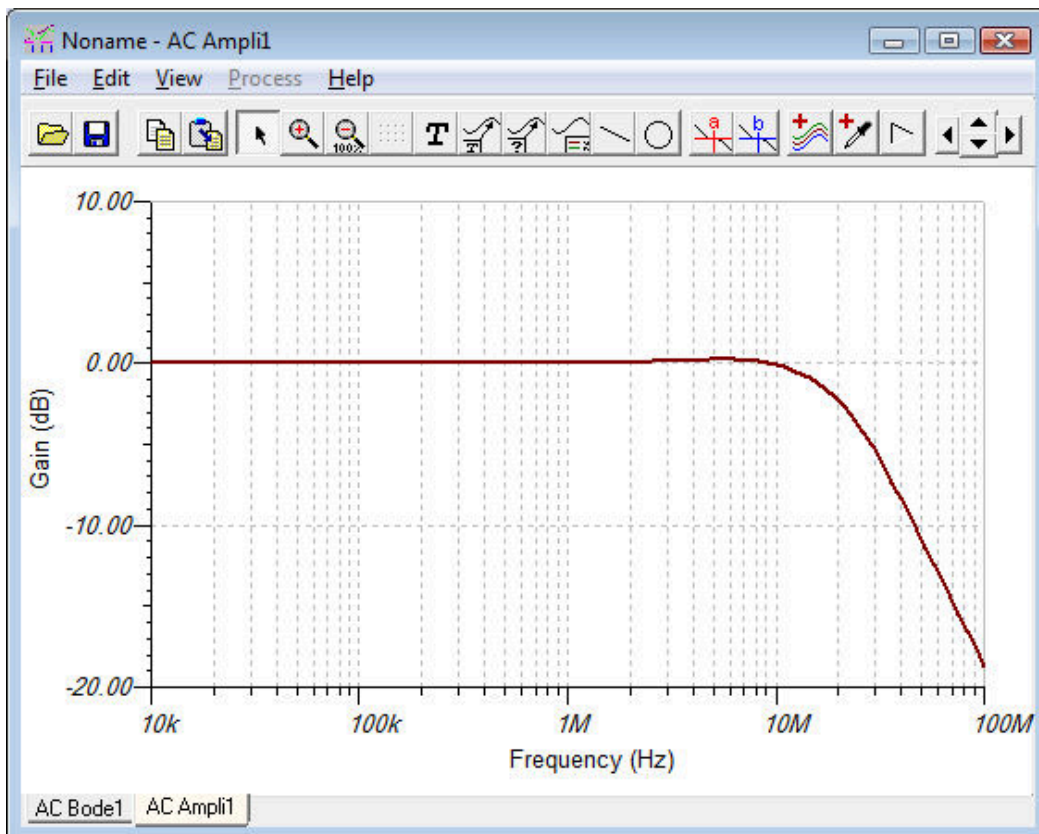 Noname - AC Ampli1
File Edit View Process Help
100%
T
T
?
a
b
10.00
0.00
-10.00
-20.00
Gain (dB)
10k 100k 1M 10M 100M
Frequency (Hz)
AC Bode1 AC Ampli1